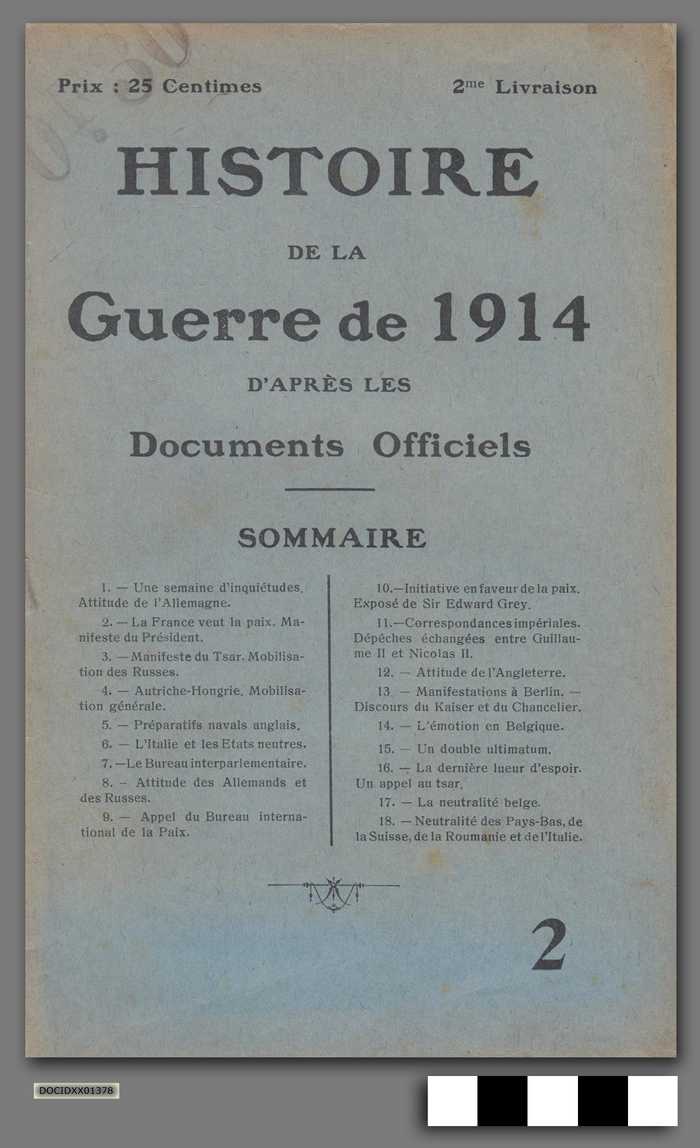 Prix : 25 Centimes
2me Livraison
HISTOIRE
DE LA
Guerre de 1914
D'APRÈS LES
Documents Officiels
SOMMAIRE
1. — Une semaine d'inquiétudes.
Attitude de l'Allemagne.
2. — La France veut la paix. Ma-
nifeste du Président.
3. — Manifeste du Tsar. Mobilisa-
tion des Russes.
4. — Autriche-Hongrie. Mobilisa-
tion générale.
5. — Préparatifs navals anglais.
6. — L'Italie et les Etats neutres.
7. —Le Bureau interparlementaire.
8. – Attitude des Allemands et
des Russes.
9. — Appel du Bureau interna-
tional de la Paix.
10.—Initiative en faveur de la paix.
Exposé de Sir Edward Grey.
11.—Correspondances impériales.
Dépêches échangées entre Guillau-
me II et Nicolas II.
12. — Attitude de l'Angleterre.
13 — Manifestations à Berlin. —
Discours du Kaiser et du Chancelier.
14. — L'émotion en Belgique.
15. — Un double ultimatum.
16. — La dernière lueur d'espoir.
Un appel au tsar.
17. — La neutralité belge.
18. — Neutralité des Pays-Bas, de
la Suisse, de la Roumanie et de l'Italie.
2
DOCIDXX01378